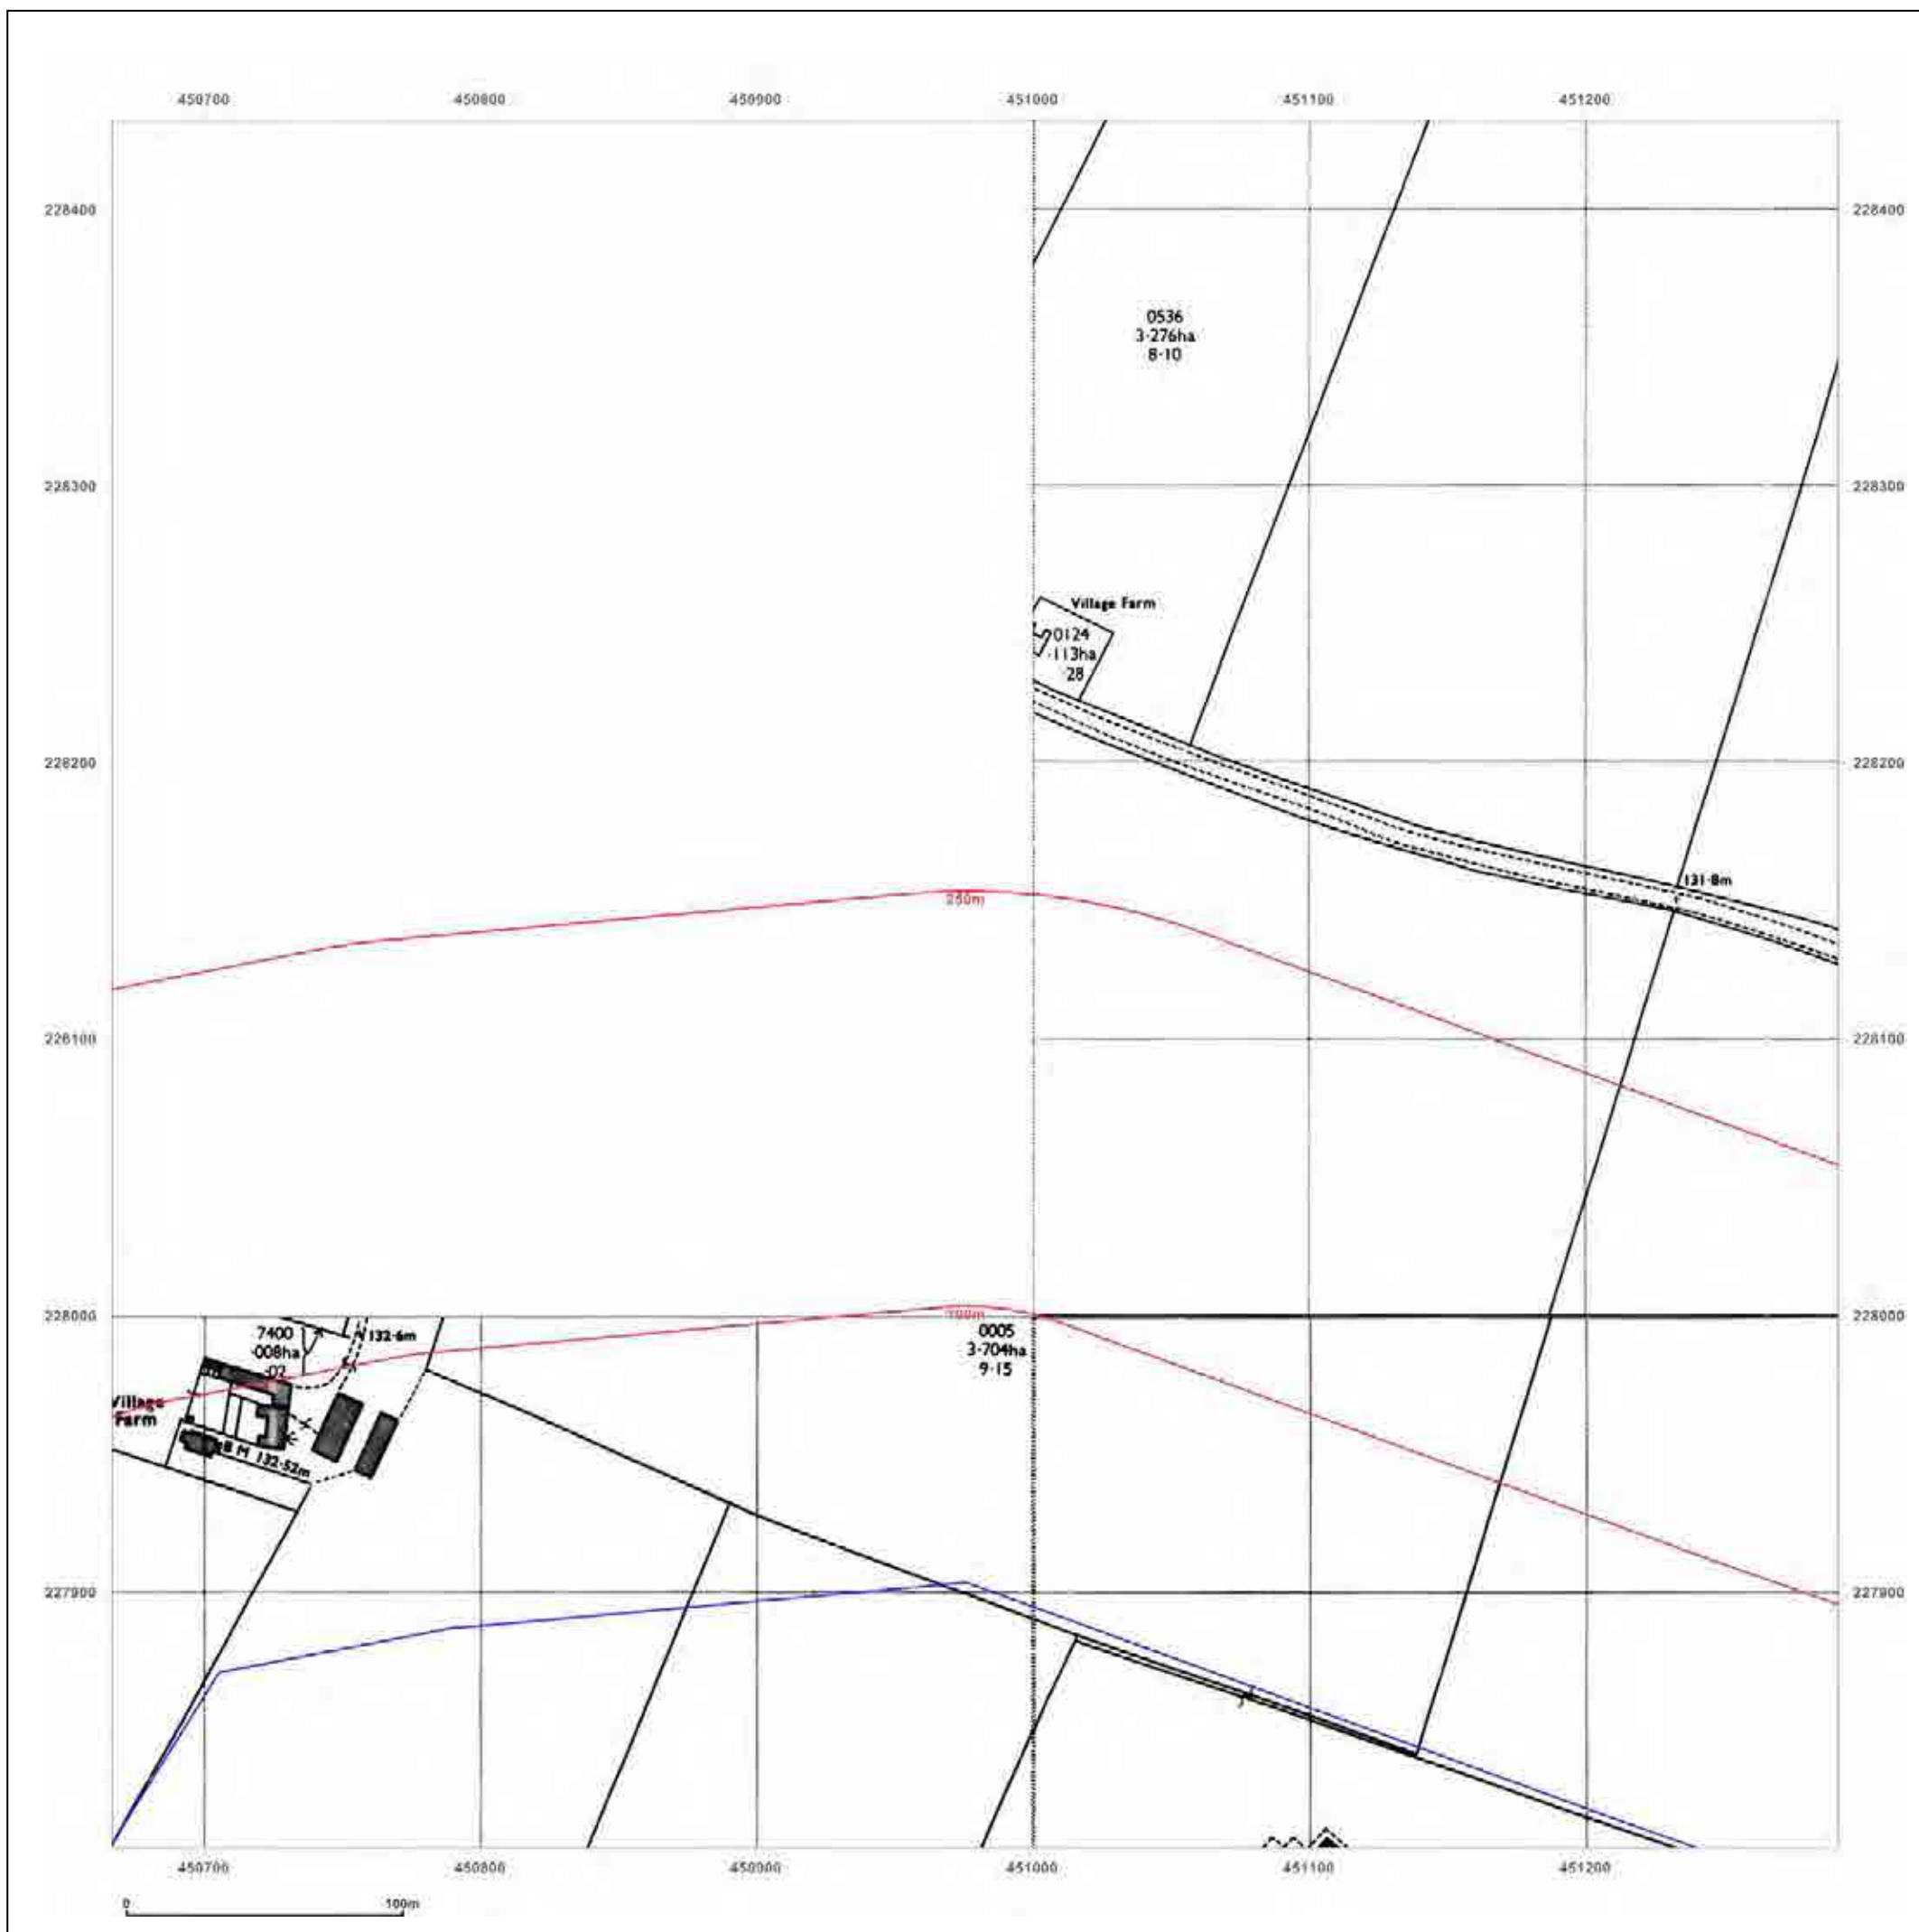 450700 450800 450900 451000 451100 451200
228400 228400
0536
3·276ha
8·10
228300 228300
Village Farm
0124
·113ha
·28
228200 228200
131·8m
250m
228100 228100
228000 228000
100m
7400
·008ha
·02
132·6m
0005
3·704ha
9·15
Village
Farm
B M 132·52m
227900 227900
450700 450800 450900 451000 451100 451200
0 100m